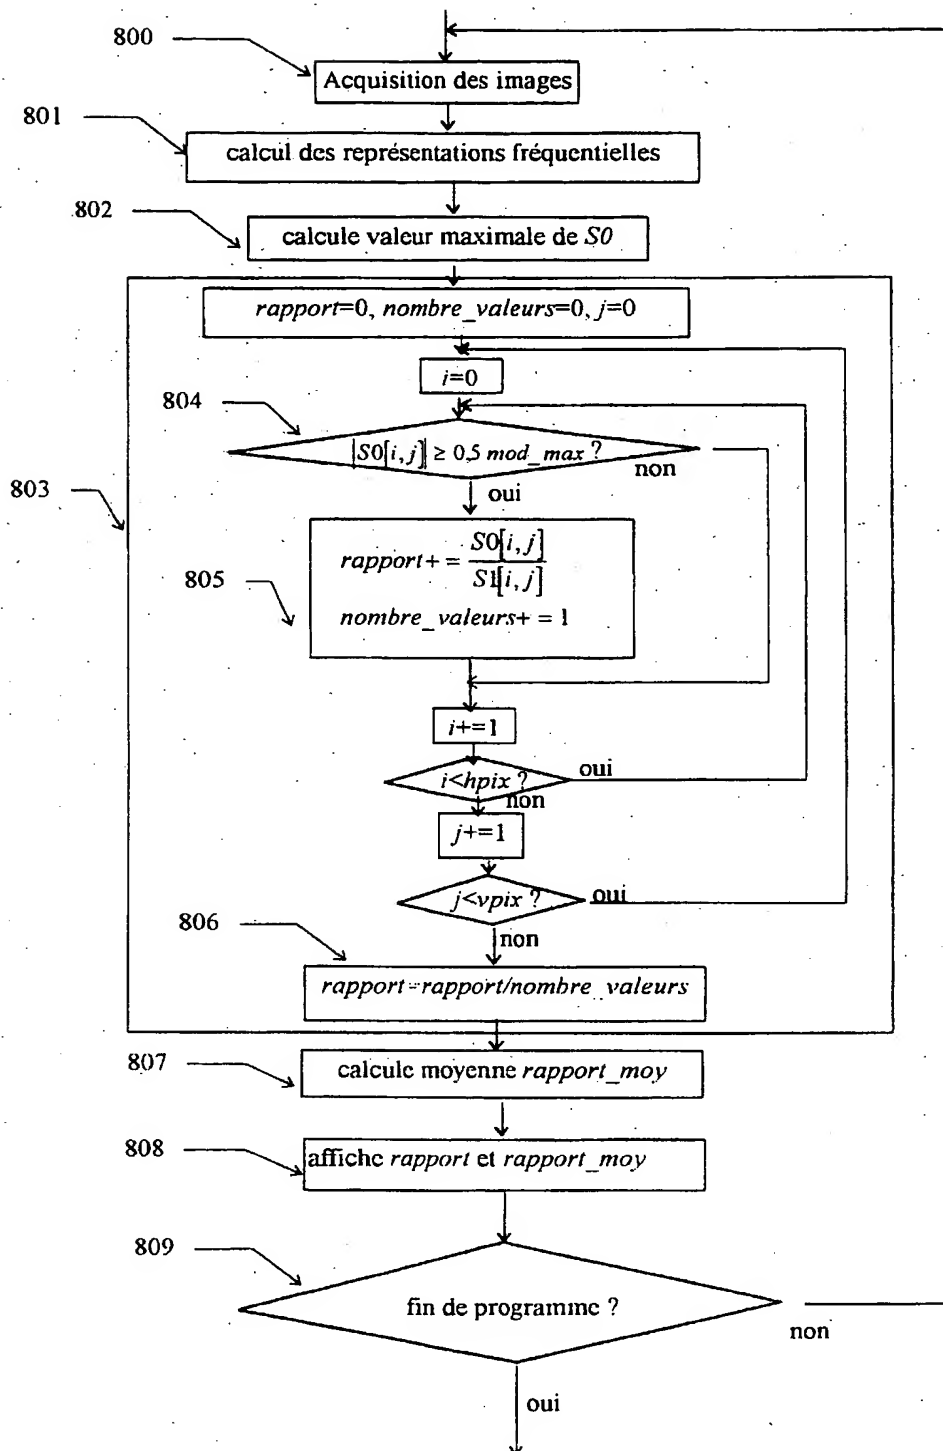 800
Acquisition des images
801
calcul des représentations fréquentielles
802
calcule valeur maximale de S0
rapport=0, nombre_valeurs=0, j=0
i=0
804
|S0[i,j]| ≥ 0,5 mod_max ?
non
803
oui
805
rapport+ = S0[i,j] / S1[i,j]
nombre_valeurs+ = 1
i+=1
i<hpix ?
oui
non
j+=1
j<vpix ?
oui
806
non
rapport=rapport/nombre_valeurs
807
calcule moyenne rapport_moy
808
affiche rapport et rapport_moy
809
fin de programme ?
non
oui